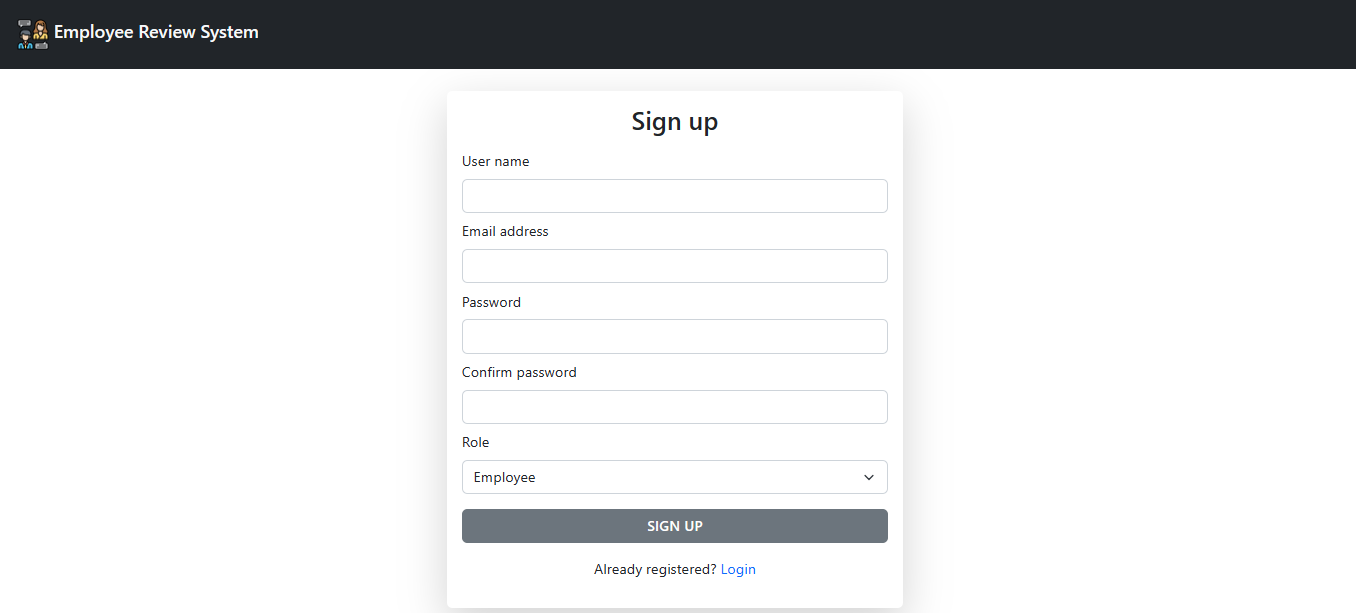 Employee Review System
Sign up
User name
Email address
Password
Confirm password
Role
Employee
SIGN UP
Already registered? Login